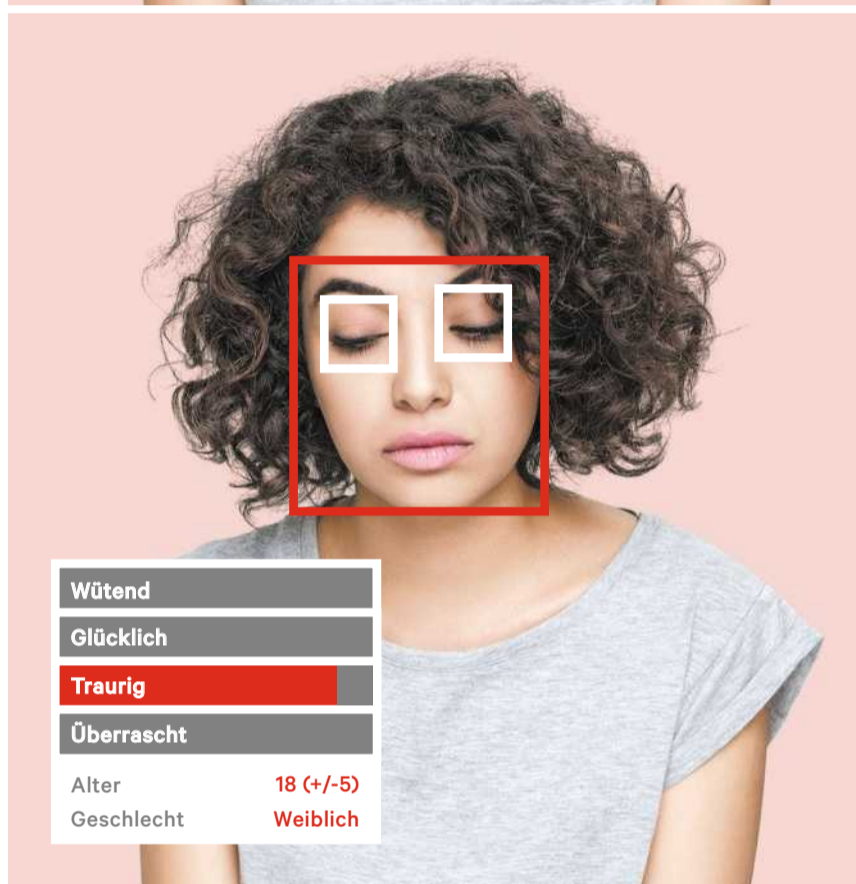 Wütend
Glücklich
Traurig
Überrascht
Alter 18 (+/-5)
Geschlecht Weiblich